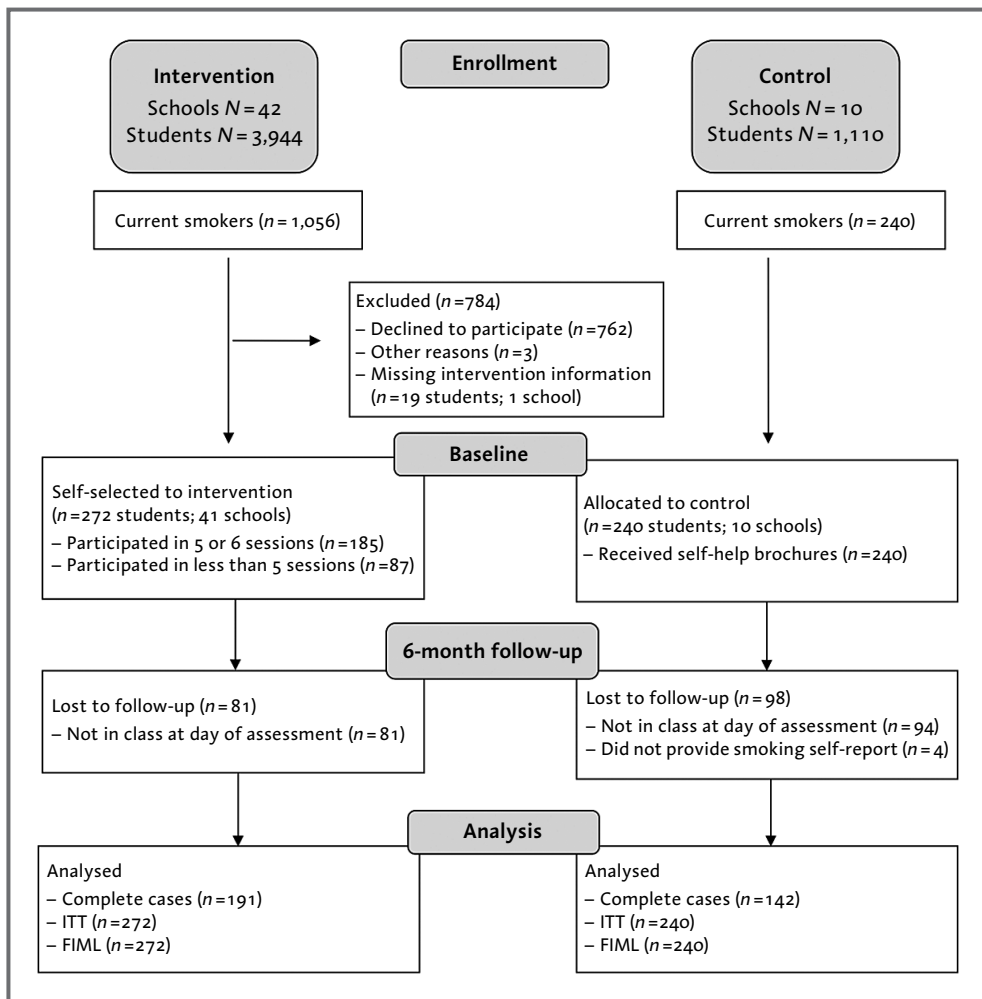 Enrollment
Intervention
Schools N = 42
Students N = 3,944
Control
Schools N = 10
Students N = 1,110
Current smokers (n = 1,056)
Current smokers (n = 240)
Excluded (n =784)
– Declined to participate (n =762)
– Other reasons (n =3)
– Missing intervention information
(n =19 students; 1 school)
Baseline
Self-selected to intervention
(n =272 students; 41 schools)
– Participated in 5 or 6 sessions (n =185)
– Participated in less than 5 sessions (n =87)
Allocated to control
(n =240 students; 10 schools)
– Received self-help brochures (n =240)
6-month follow-up
Lost to follow-up (n = 81)
– Not in class at day of assessment (n =81)
Lost to follow-up (n =98)
– Not in class at day of assessment (n =94)
– Did not provide smoking self-report (n =4)
Analysis
Analysed
– Complete cases (n =191)
– ITT (n =272)
– FIML (n =272)
Analysed
– Complete cases (n =142)
– ITT (n =240)
– FIML (n =240)